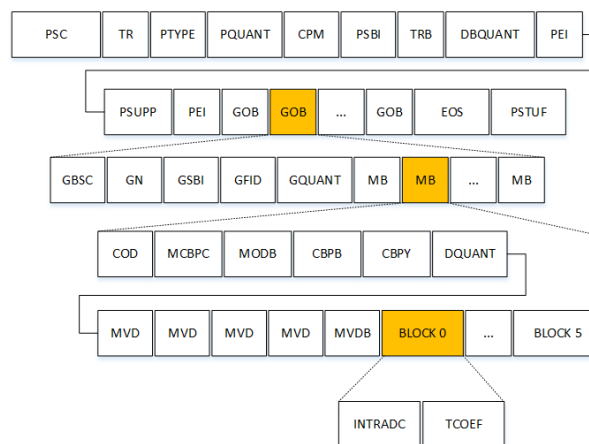 PSC TR PTYPE PQUANT CPM PSBI TRB DBQUANT PEI
PSUPP PEI GOB GOB ... GOB EOS PSTUF
GBSC GN GSBI GFID GQUANT MB MB ... MB
COD MCBPC MODB CBPB CBPY DQUANT
MVD MVD MVD MVD MVDB BLOCK 0 ... BLOCK 5
INTRADC TCOEF